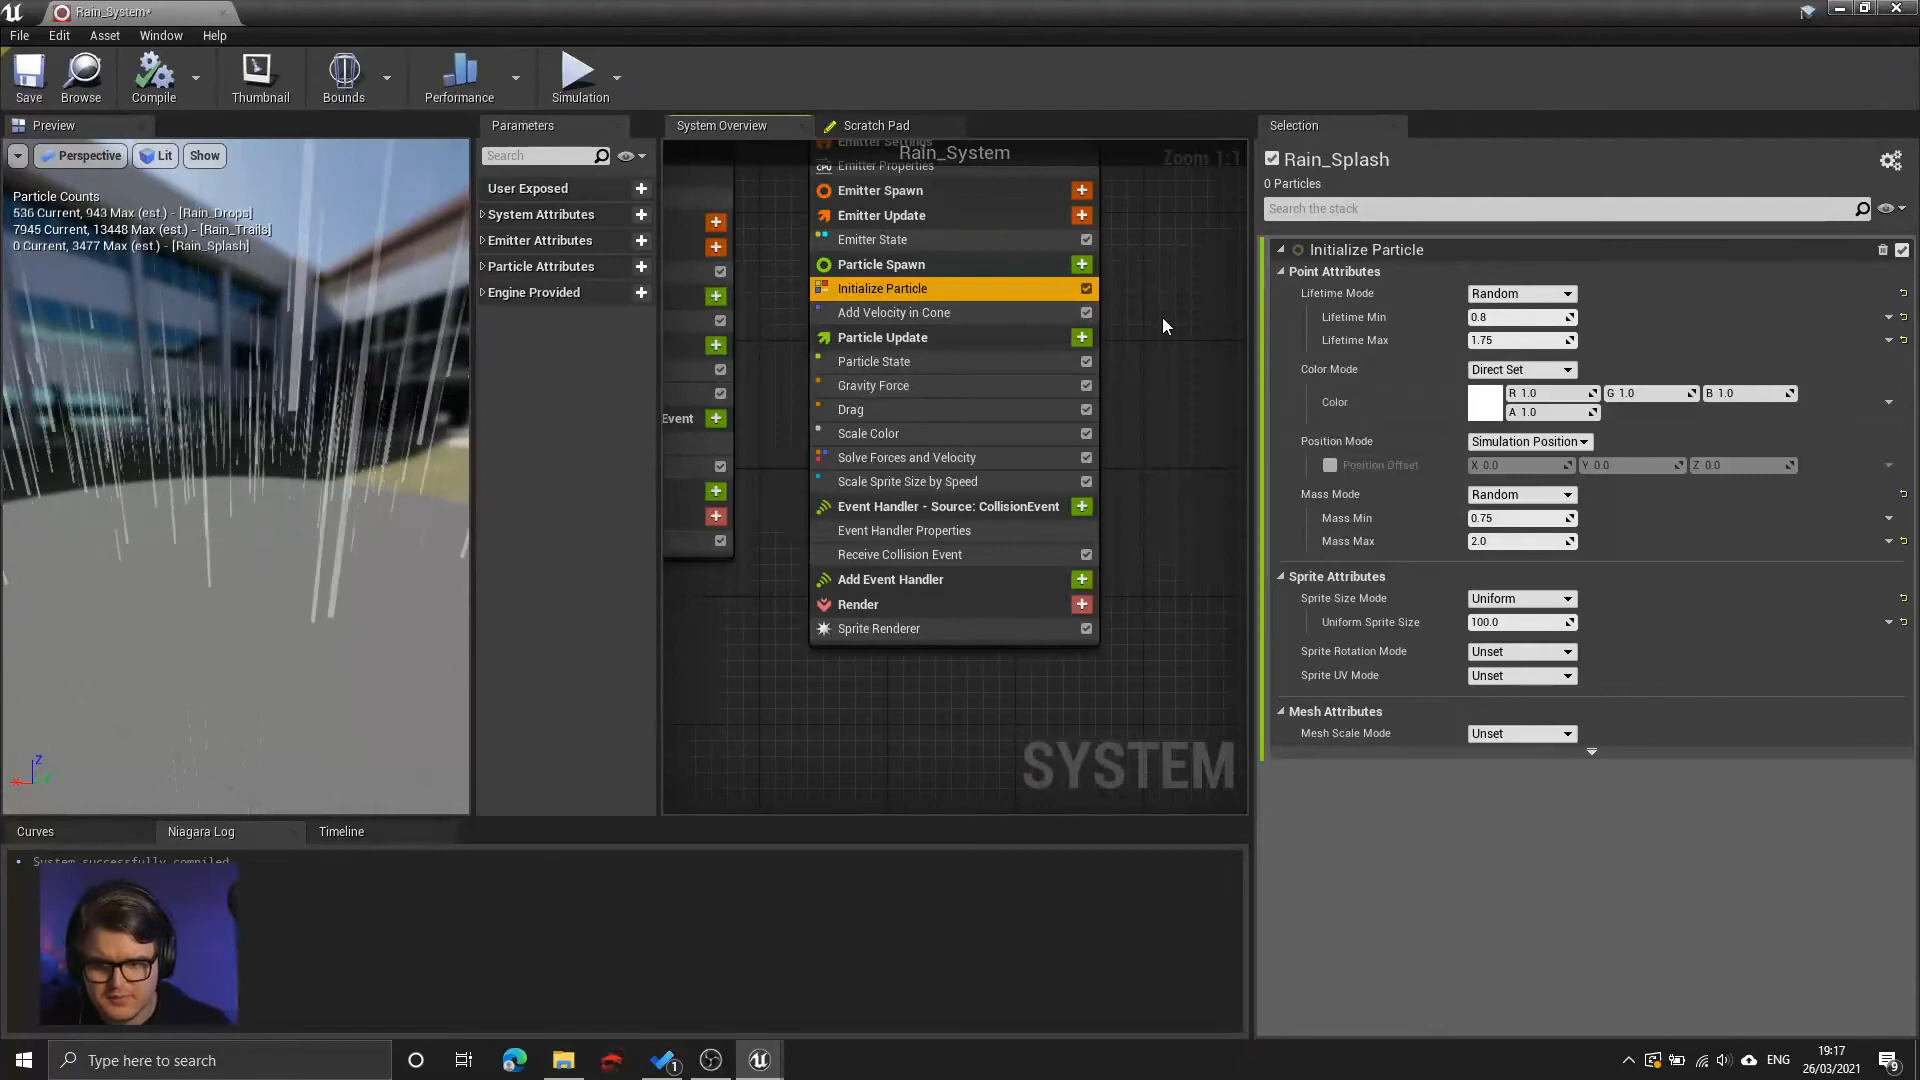 Rain_System*
File Edit Asset Window Help
Save Browse Compile Thumbnail Bounds Performance Simulation
Preview
Perspective Lit Show
Particle Counts
536 Current, 943 Max (est.) - [Rain_Drops]
7945 Current, 13448 Max (est.) - [Rain_Trails]
0 Current, 3477 Max (est.) - [Rain_Splash]
Z
Parameters
Search
User Exposed
System Attributes
Emitter Attributes
Particle Attributes
Engine Provided
System Overview Scratch Pad
Rain_System
Zoom 1:1
Emitter Settings
Emitter Properties
Emitter Spawn
Emitter Update
Emitter State
Particle Spawn
Initialize Particle
Add Velocity in Cone
Particle Update
Particle State
Gravity Force
Drag
Scale Color
Event
Solve Forces and Velocity
Scale Sprite Size by Speed
Event Handler - Source: CollisionEvent
Event Handler Properties
Receive Collision Event
Add Event Handler
Render
Sprite Renderer
SYSTEM
Selection
Rain_Splash
0 Particles
Search the stack
Initialize Particle
Point Attributes
Lifetime Mode Random
Lifetime Min 0.8
Lifetime Max 1.75
Color Mode Direct Set
Color R 1.0 G 1.0 B 1.0
A 1.0
Position Mode Simulation Position
Position Offset X 0.0 Y 0.0 Z 0.0
Mass Mode Random
Mass Min 0.75
Mass Max 2.0
Sprite Attributes
Sprite Size Mode Uniform
Uniform Sprite Size 100.0
Sprite Rotation Mode Unset
Sprite UV Mode Unset
Mesh Attributes
Mesh Scale Mode Unset
Curves Niagara Log Timeline
• System successfully compiled
Type here to search
1
ENG
19:17
26/03/2021
9